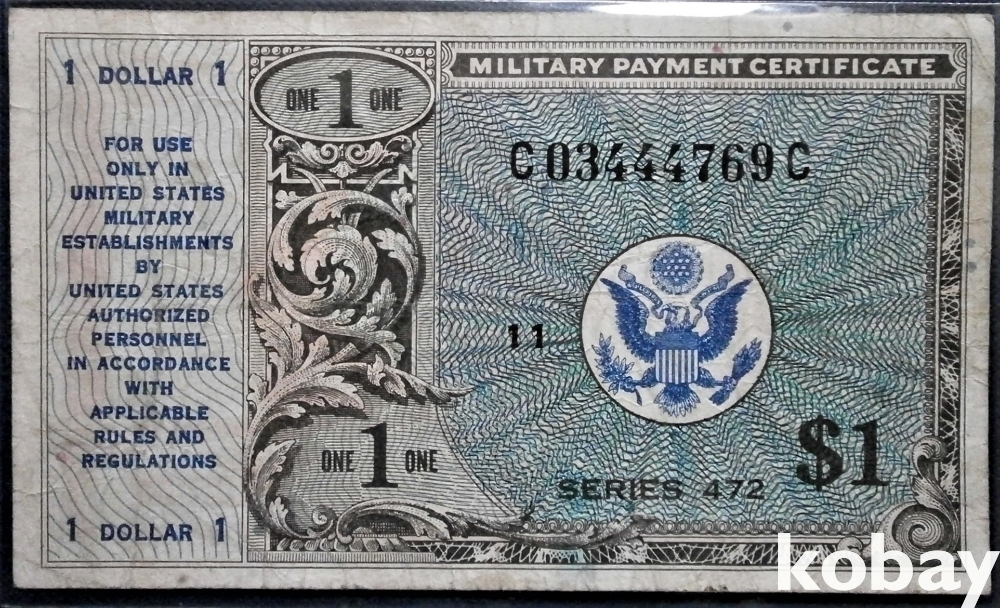 1 DOLLAR 1
FOR USE
ONLY IN
UNITED STATES
MILITARY
ESTABLISHMENTS
BY
UNITED STATES
AUTHORIZED
PERSONNEL
IN ACCORDANCE
WITH
APPLICABLE
RULES AND
REGULATIONS
1 DOLLAR 1
ONE 1 ONE
ONE 1 ONE
MILITARY PAYMENT CERTIFICATE
C03444769C
11
$1
SERIES 472
kobay